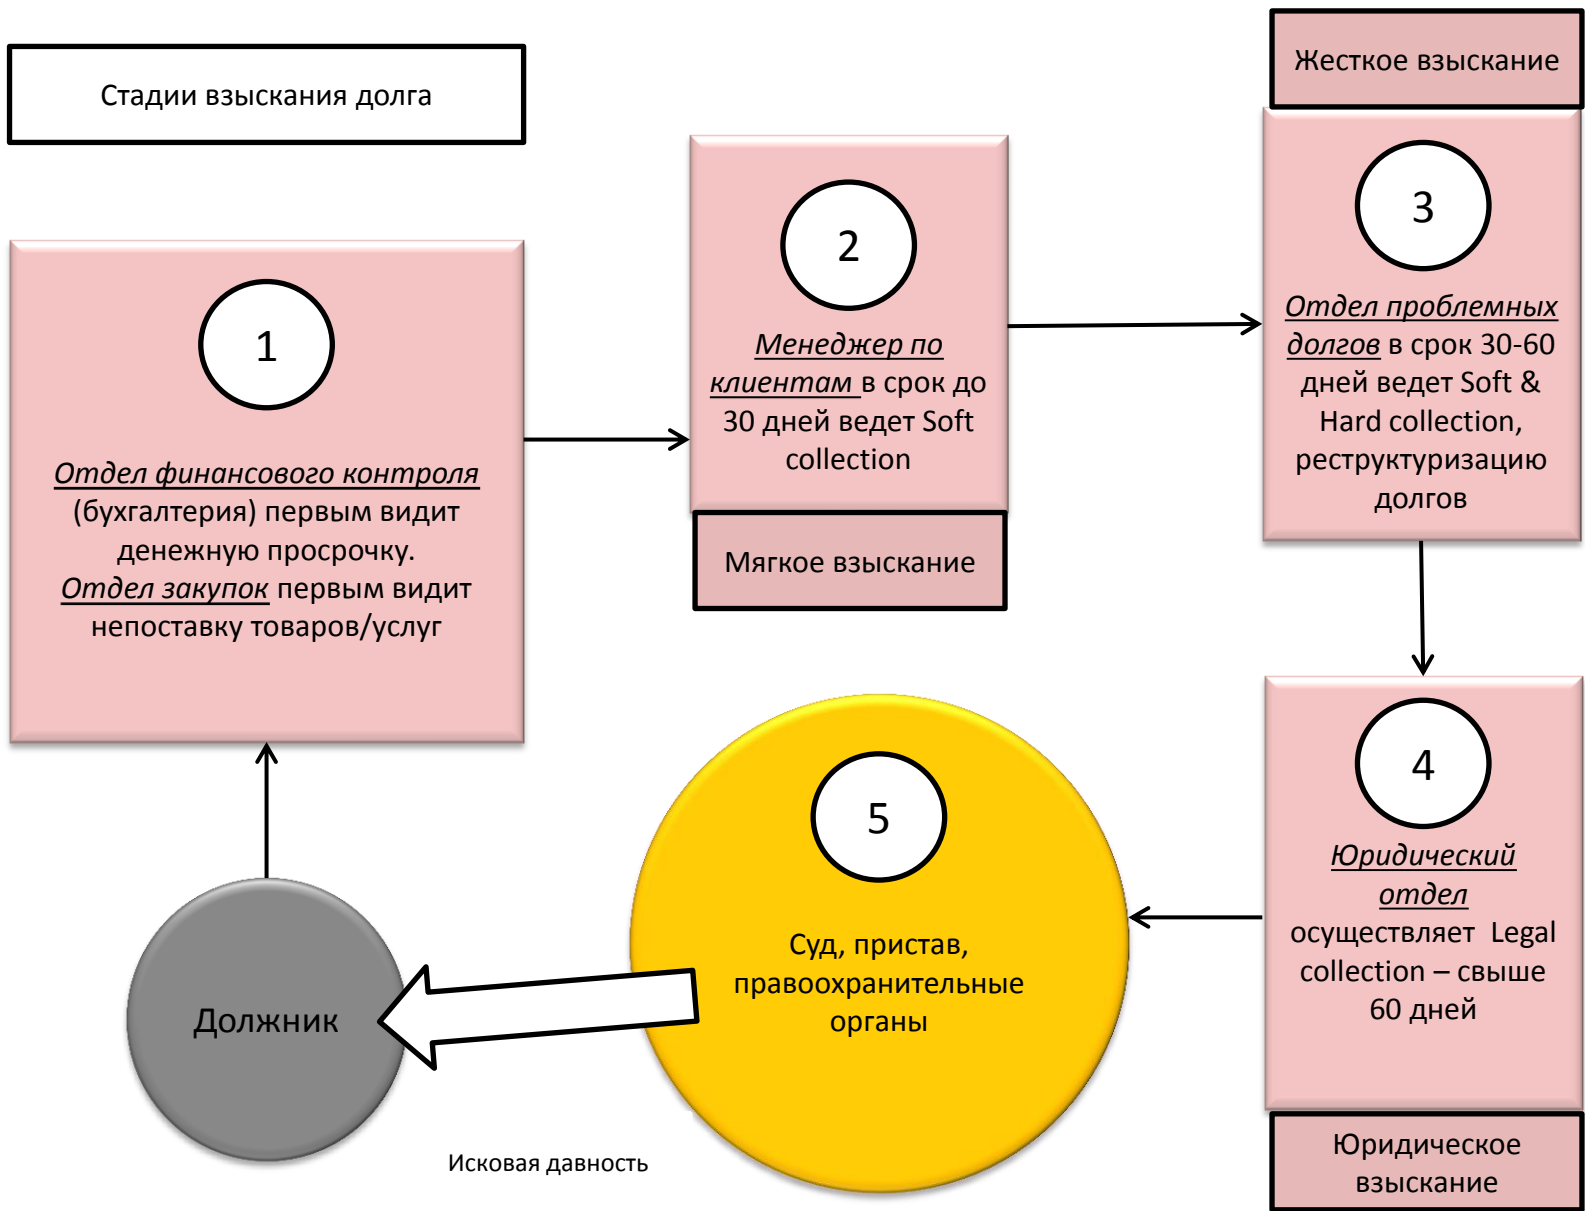 Стадии взыскания долга
1
Отдел финансового контроля
(бухгалтерия) первым видит
денежную просрочку.
Отдел закупок первым видит
непоставку товаров/услуг
2
Менеджер по
клиентам в срок до
30 дней ведет Soft
collection
Мягкое взыскание
Жесткое взыскание
3
Отдел проблемных
долгов в срок 30-60
дней ведет Soft &
Hard collection,
реструктуризацию
долгов
4
Юридический
отдел
осуществляет Legal
collection – свыше
60 дней
Юридическое
взыскание
5
Суд, пристав,
правоохранительные
органы
Должник
Исковая давность